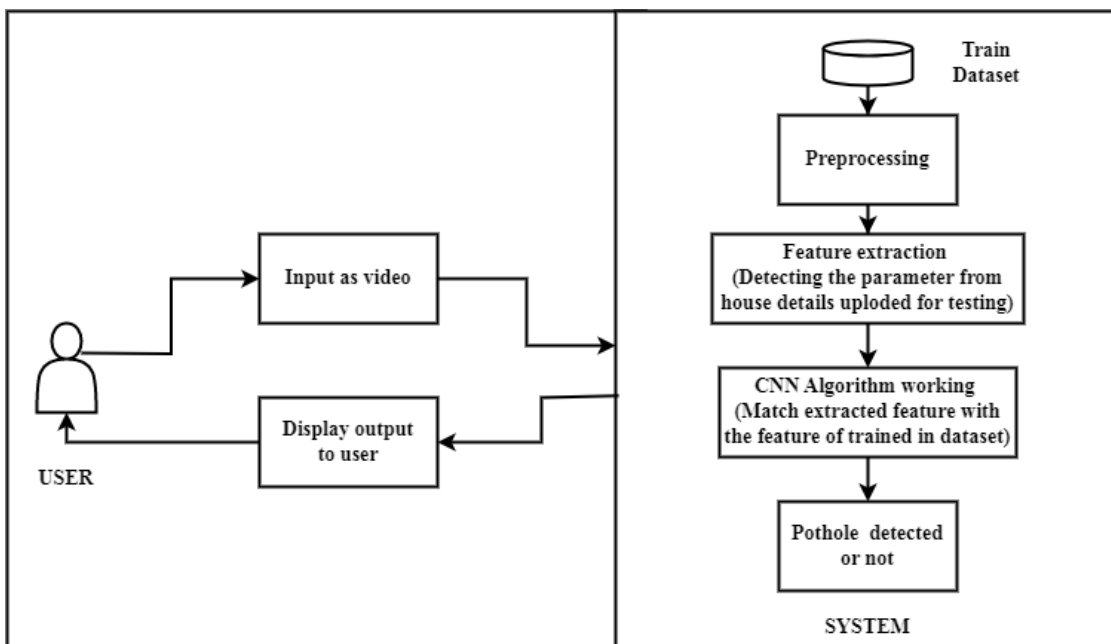 Train
Dataset
Preprocessing
Feature extraction
(Detecting the parameter from
house details uploded for testing)
CNN Algorithm working
(Match extracted feature with
the feature of trained in dataset)
Pothole detected
or not
SYSTEM
Input as video
Display output
to user
USER